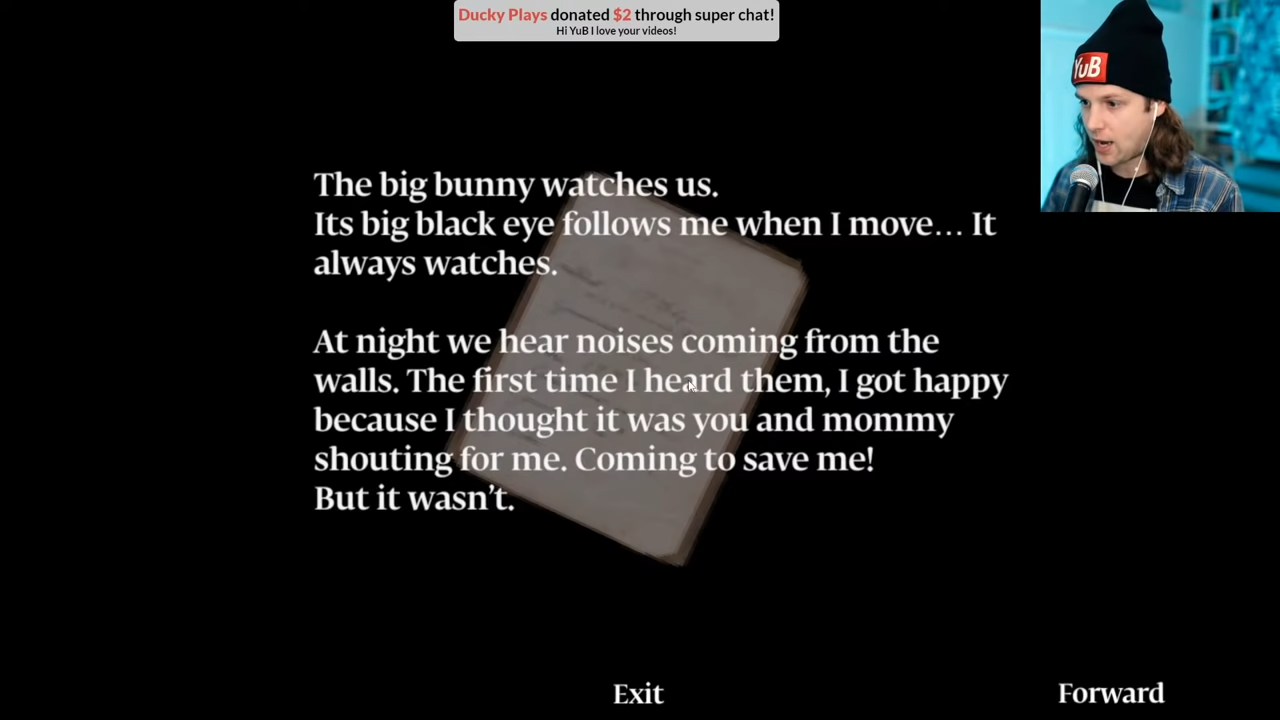 Ducky Plays donated $2 through super chat!
Hi YuB I love your videos!
YuB
The big bunny watches us.
Its big black eye follows me when I move… It
always watches.
At night we hear noises coming from the
walls. The first time I heard them, I got happy
because I thought it was you and mommy
shouting for me. Coming to save me!
But it wasn’t.
Exit
Forward